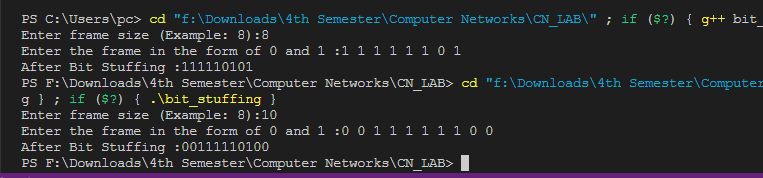 PS C:\Users\pc> cd "f:\Downloads\4th Semester\Computer Networks\CN_LAB\" ; if ($?) { g++ bit_
Enter frame size (Example: 8):8
Enter the frame in the form of 0 and 1 :1 1 1 1 1 1 0 1
After Bit Stuffing :111110101
PS F:\Downloads\4th Semester\Computer Networks\CN_LAB> cd "f:\Downloads\4th Semester\Computer
g } ; if ($?) { .\bit_stuffing }
Enter frame size (Example: 8):10
Enter the frame in the form of 0 and 1 :0 0 1 1 1 1 1 1 0 0
After Bit Stuffing :00111110100
PS F:\Downloads\4th Semester\Computer Networks\CN_LAB>